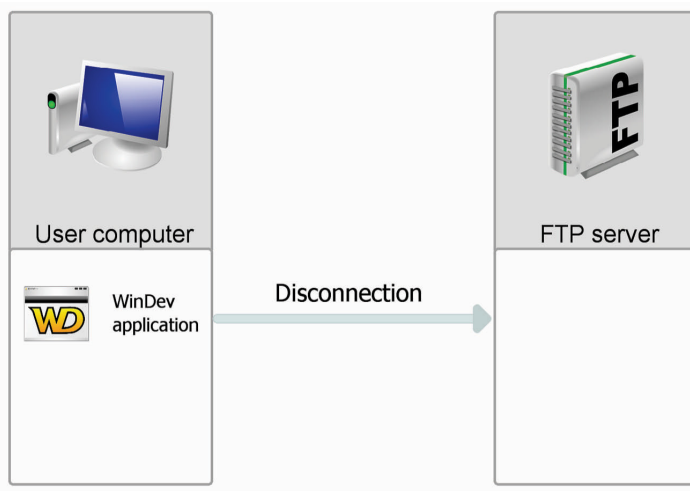 FTP
User computer
FTP server
WD
WinDev
application
Disconnection